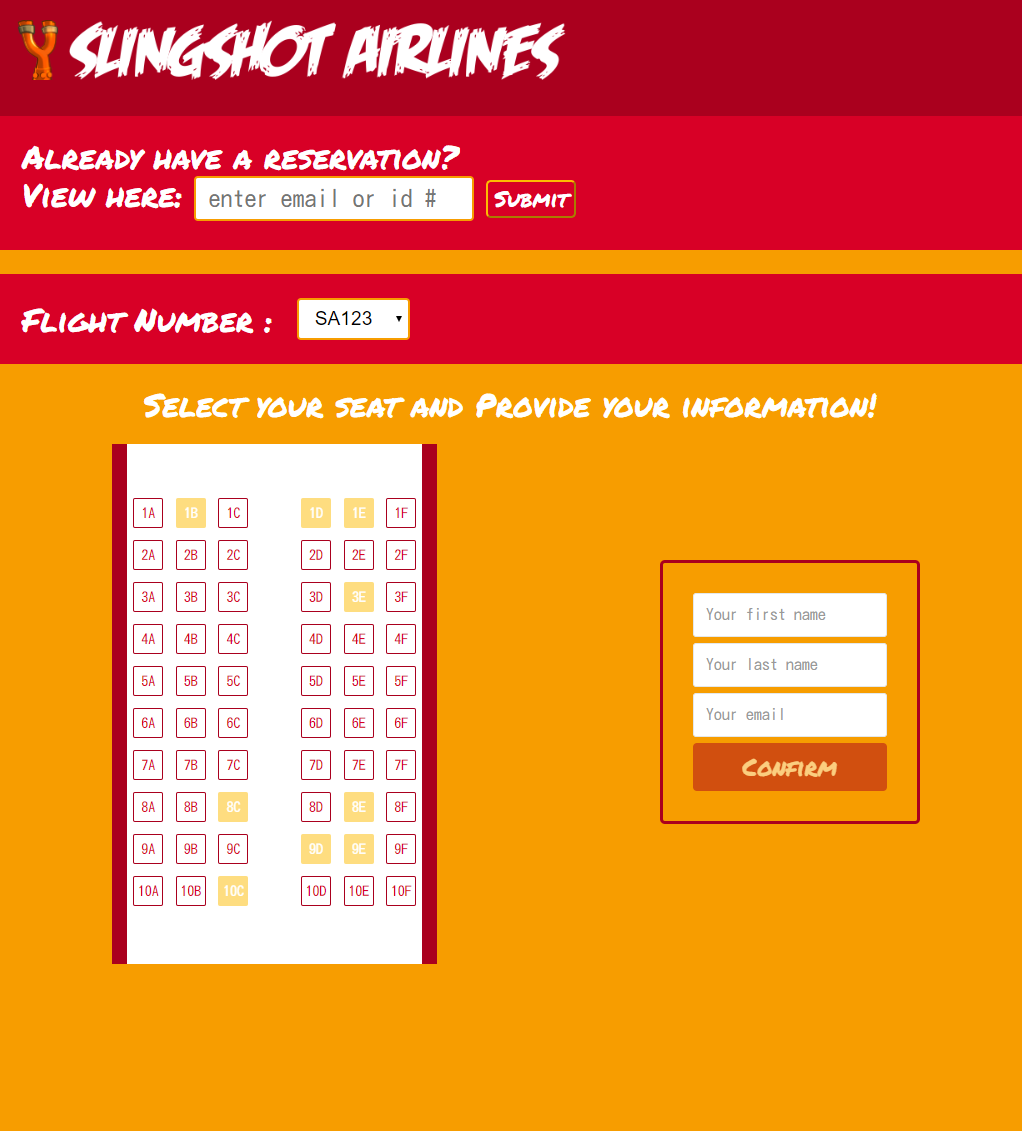 SLINGSHOT AIRLINES
Already have a reservation?
View here: enter email or id # Submit
Flight Number : SA123
Select your seat and Provide your information!
1A 1B 1C 1D 1E 1F
2A 2B 2C 2D 2E 2F
3A 3B 3C 3D 3E 3F
4A 4B 4C 4D 4E 4F
5A 5B 5C 5D 5E 5F
6A 6B 6C 6D 6E 6F
7A 7B 7C 7D 7E 7F
8A 8B 8C 8D 8E 8F
9A 9B 9C 9D 9E 9F
10A 10B 10C 10D 10E 10F
Your first name
Your last name
Your email
Confirm